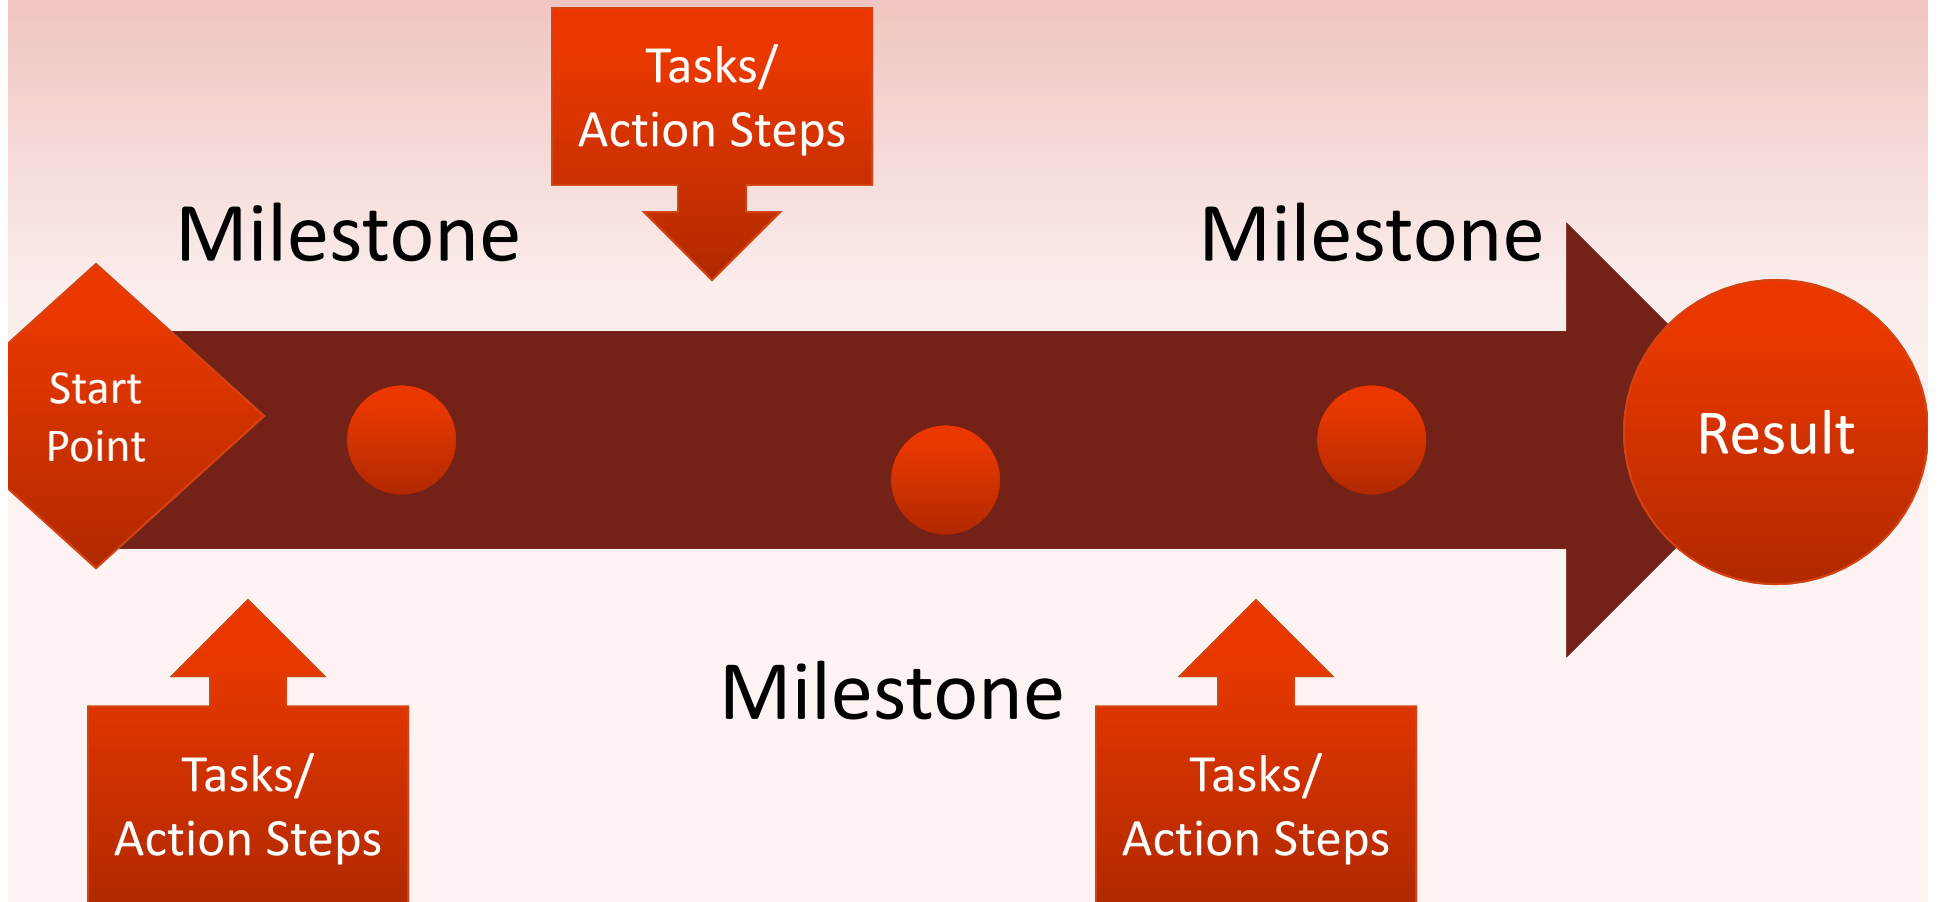 Tasks/
Action Steps
Milestone
Milestone
Start
Point
Result
Milestone
Tasks/
Action Steps
Tasks/
Action Steps